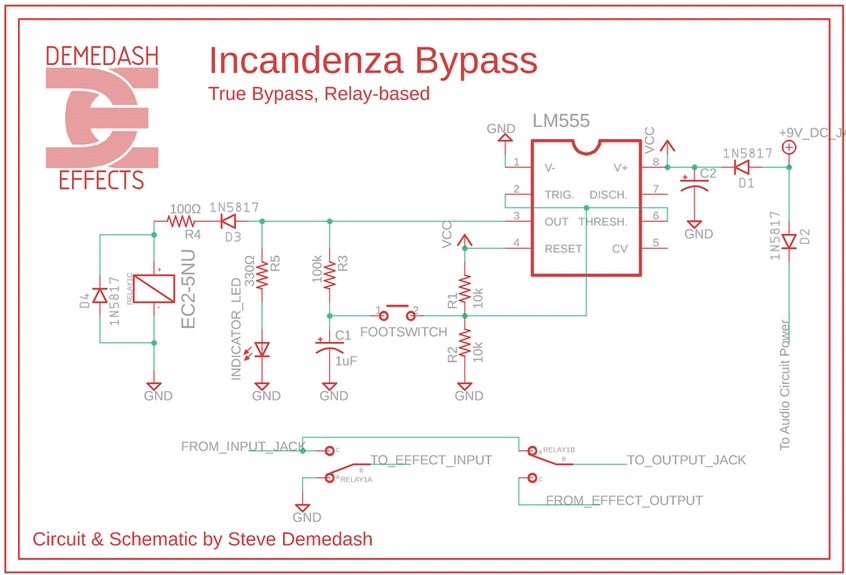 DEMEDASH
EFFECTS
Incandenza Bypass
True Bypass, Relay-based
LM555
GND
VCC
+9V_DC_JA
1 V- V+ 8
2 TRIG. DISCH. 7
3 OUT THRESH. 6
4 RESET CV 5
1N5817
D1
C2
GND
1N5817
D2
To Audio Circuit Power
100Ω
R4
1N5817
D3
D4
1N5817
RELAY1C
+
-
EC2-5NU
GND
330Ω
R5
INDICATOR_LED
GND
100k
R3
+
C1
1uF
GND
1 2
FOOTSWITCH
VCC
R1
10k
R2
10k
GND
FROM_INPUT_JACK
C
TO_EFFECT_INPUT
B
A
RELAY1A
GND
A
RELAY1B
B
TO_OUTPUT_JACK
C
FROM_EFFECT_OUTPUT
Circuit & Schematic by Steve Demedash